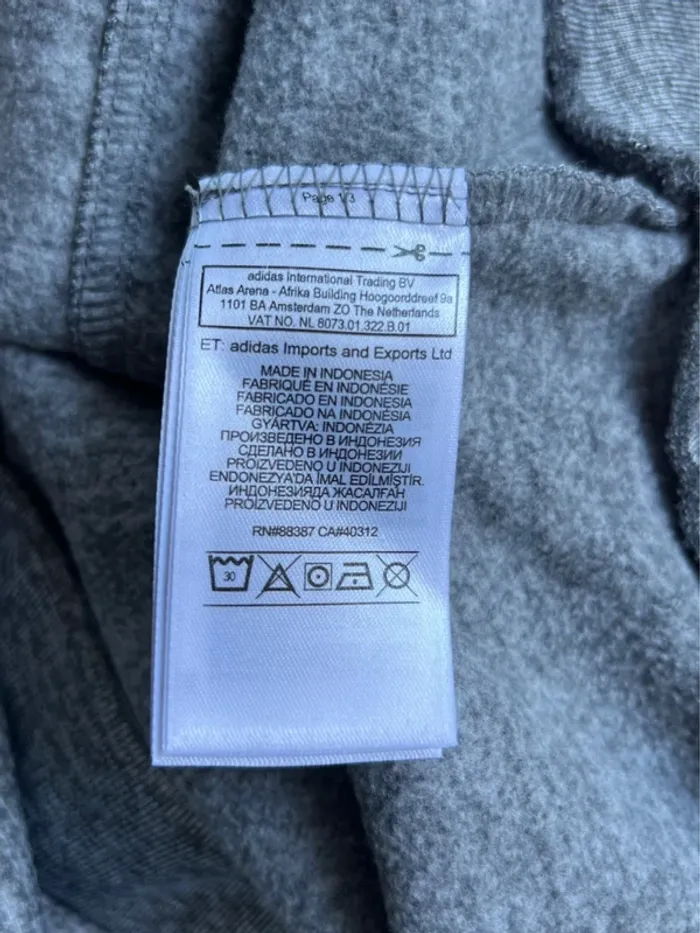 Page 1/3
adidas International Trading BV
Atlas Arena - Afrika Building Hoogoorddreef 9a
1101 BA Amsterdam ZO The Netherlands
VAT NO. NL 8073.01.322.B.01
ET: adidas Imports and Exports Ltd
MADE IN INDONESIA
FABRIQUÉ EN INDONÉSIE
FABRICADO EN INDONESIA
FABRICADO NA INDONÉSIA
GYÁRTVA: INDONÉZIA
ПРОИЗВЕДЕНО В ИНДОНЕЗИЯ
СДЕЛАНО В ИНДОНЕЗИИ
PROIZVEDENO U INDONEZIJI
ENDONEZYA'DA İMAL EDİLMİŞTİR.
ИНДОНЕЗИЯДА ЖАСАЛҒАН
PROIZVEDENO U INDONEZIJI
RN#88387 CA#40312
30